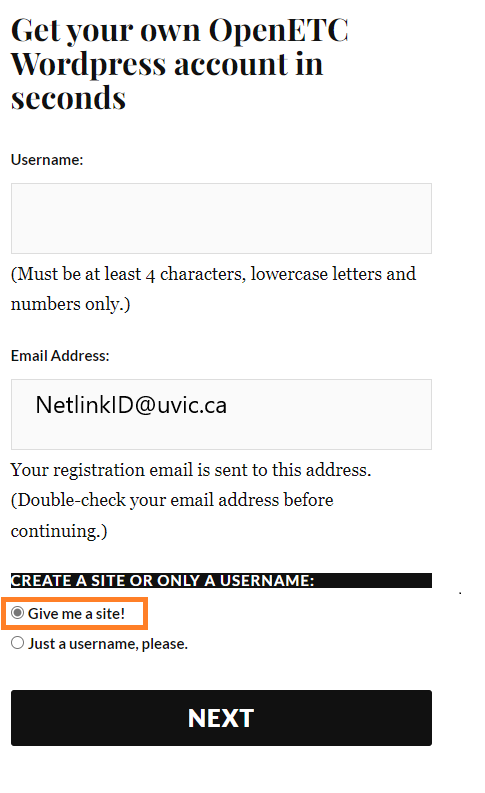 Get your own OpenETC
Wordpress account in
seconds
Username:
(Must be at least 4 characters, lowercase letters and
numbers only.)
Email Address:
NetlinkID@uvic.ca
Your registration email is sent to this address.
(Double-check your email address before
continuing.)
CREATE A SITE OR ONLY A USERNAME:
Give me a site!
Just a username, please.
NEXT